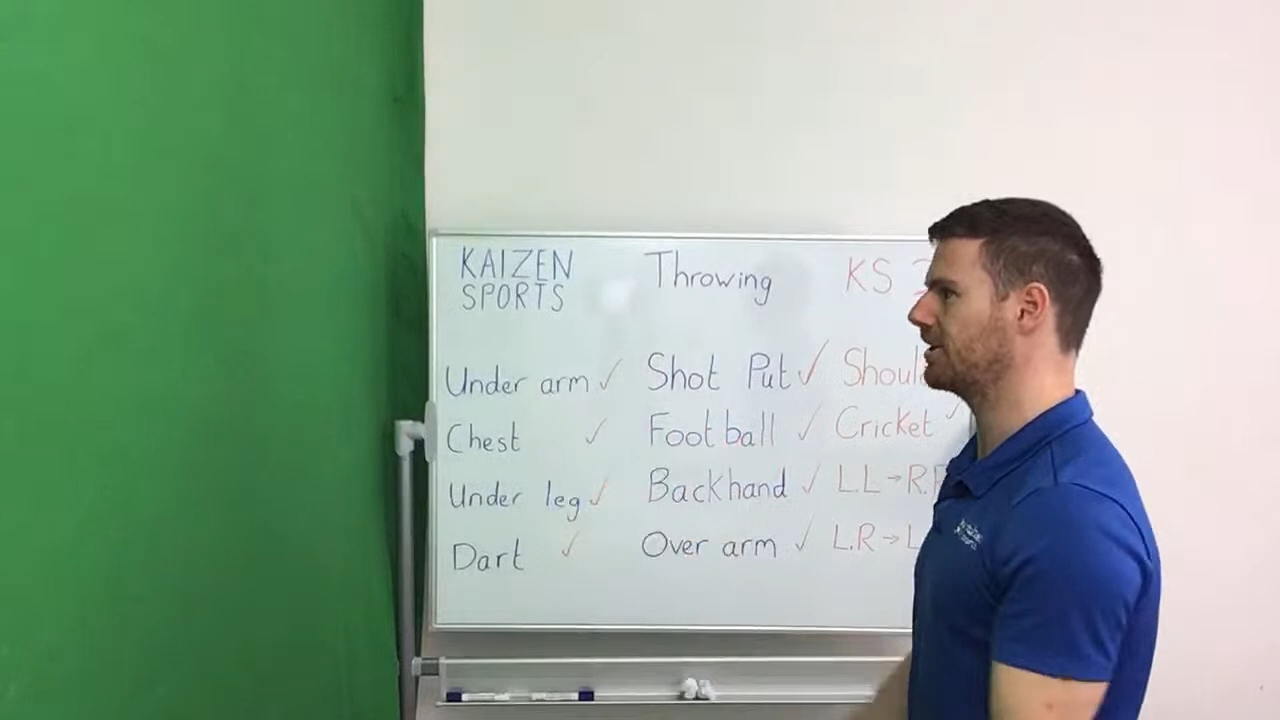 KAIZEN SPORTS
Throwing
KS
Under arm ✓ Shot Put ✓
Chest ✓ Football ✓ Cricket ✓
Under leg ✓ Backhand ✓ L.L →
Dart ✓ Over arm ✓ L.R →